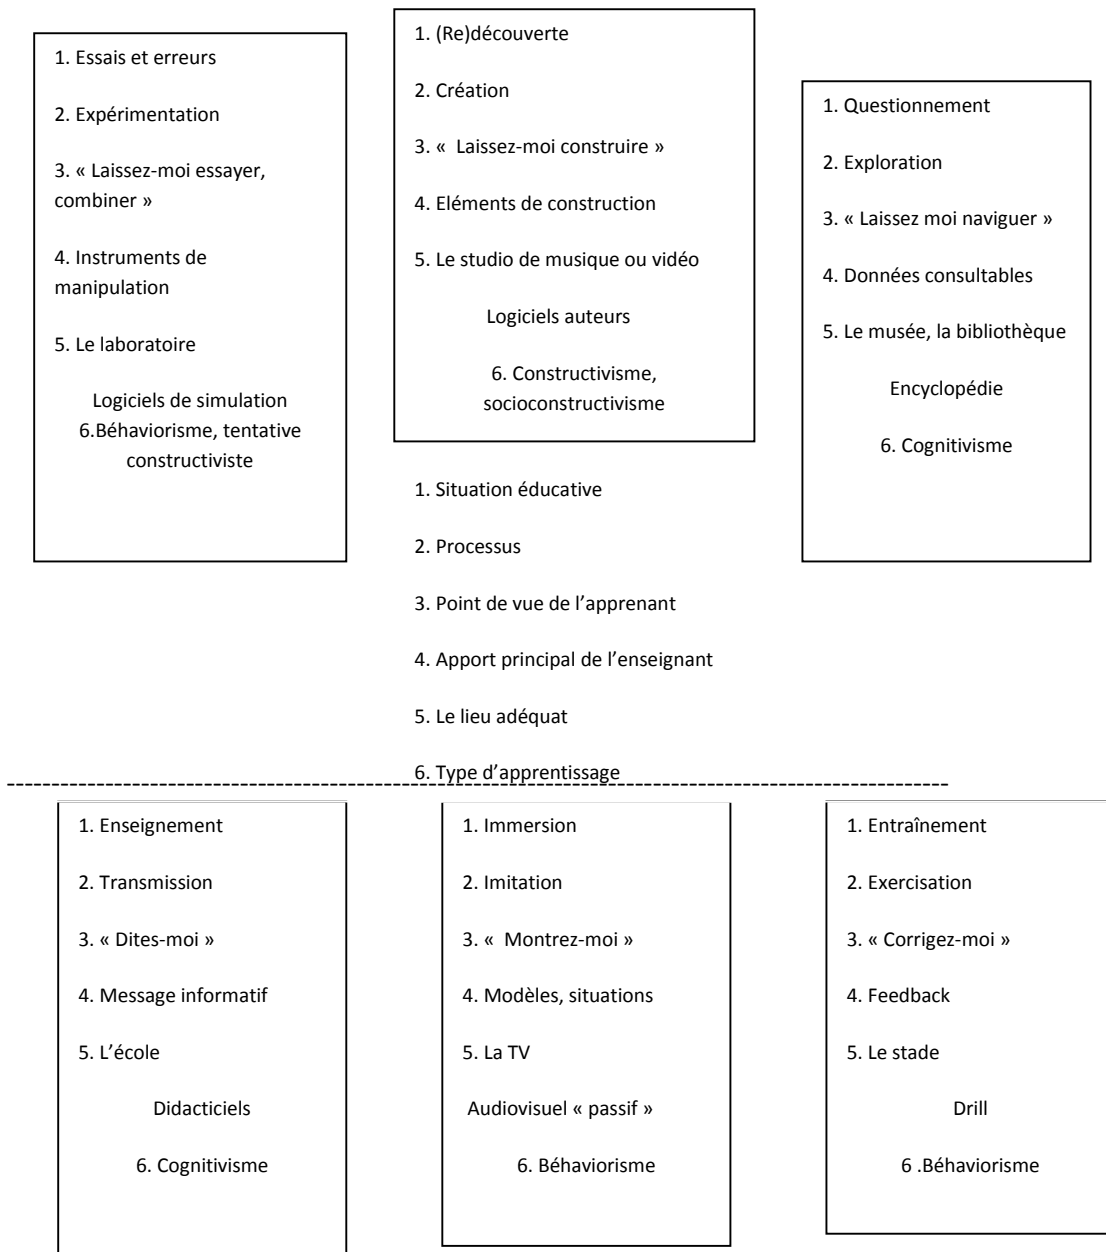 1. Essais et erreurs
2. Expérimentation
3. « Laissez-moi essayer,
combiner »
4. Instruments de
manipulation
5. Le laboratoire
Logiciels de simulation
6.Béhaviorisme, tentative
constructiviste
1. (Re)découverte
2. Création
3. «  Laissez-moi construire »
4. Eléments de construction
5. Le studio de musique ou vidéo
Logiciels auteurs
6. Constructivisme,
socioconstructivisme
1. Questionnement
2. Exploration
3. « Laissez moi naviguer »
4. Données consultables
5. Le musée, la bibliothèque
Encyclopédie
6. Cognitivisme
1. Situation éducative
2. Processus
3. Point de vue de l’apprenant
4. Apport principal de l’enseignant
5. Le lieu adéquat
6. Type d’apprentissage
1. Enseignement
2. Transmission
3. « Dites-moi »
4. Message informatif
5. L’école
Didacticiels
6. Cognitivisme
1. Immersion
2. Imitation
3. «  Montrez-moi »
4. Modèles, situations
5. La TV
Audiovisuel « passif »
6. Béhaviorisme
1. Entraînement
2. Exercisation
3. « Corrigez-moi »
4. Feedback
5. Le stade
Drill
6 .Béhaviorisme